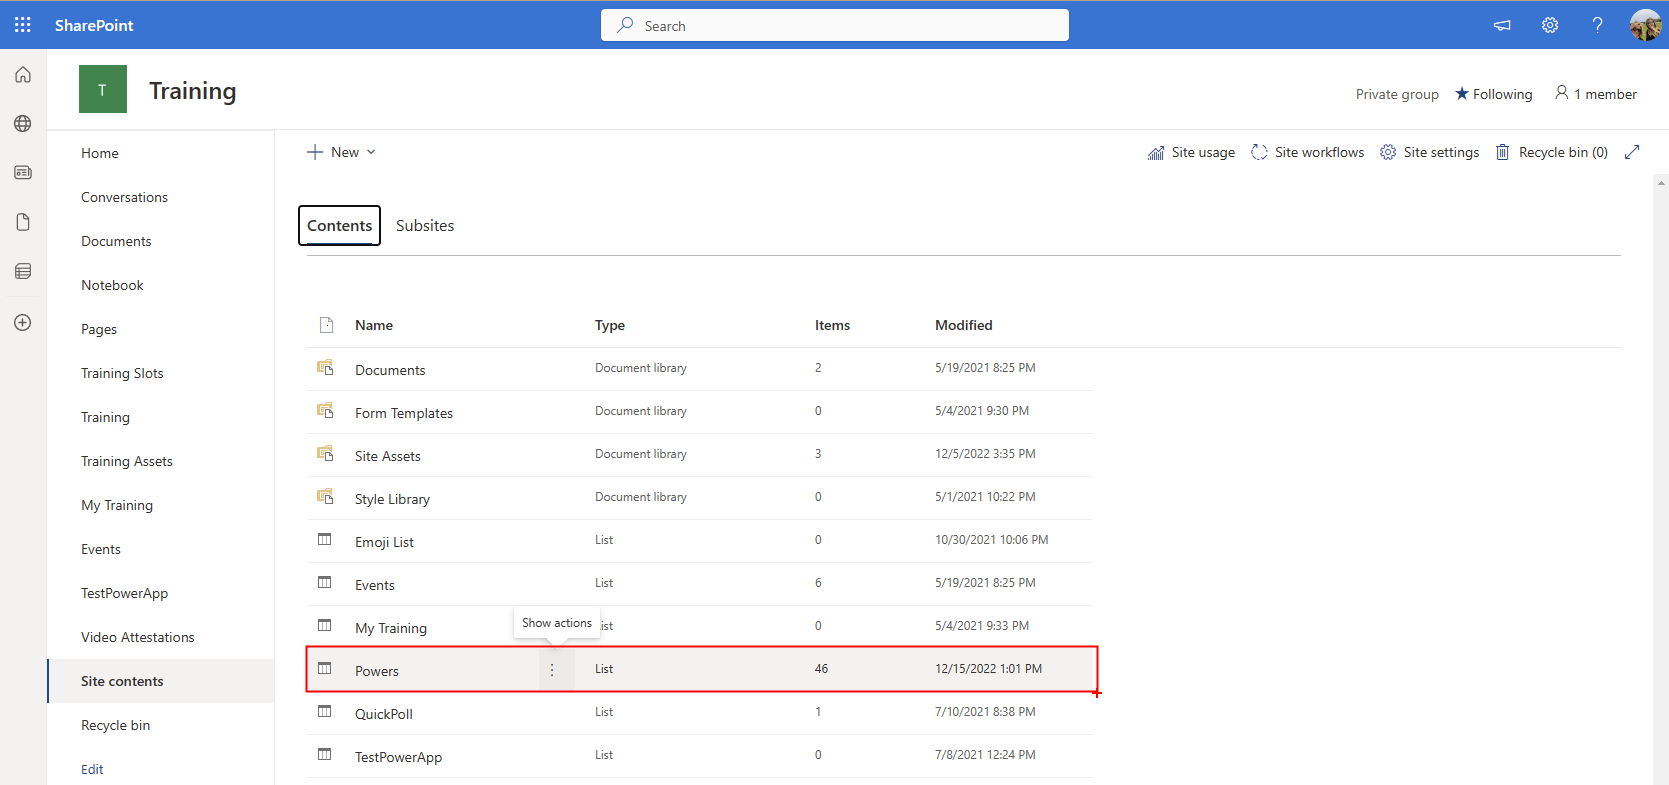 SharePoint
Search
T
Training
Private group
Following
1 member
Home
Conversations
Documents
Notebook
Pages
Training Slots
Training
Training Assets
My Training
Events
TestPowerApp
Video Attestations
Site contents
Recycle bin
Edit
New
Site usage
Site workflows
Site settings
Recycle bin (0)
Contents
Subsites
Name Type Items Modified
Documents Document library 2 5/19/2021 8:25 PM
Form Templates Document library 0 5/4/2021 9:30 PM
Site Assets Document library 3 12/5/2022 3:35 PM
Style Library Document library 0 5/1/2021 10:22 PM
Emoji List List 0 10/30/2021 10:06 PM
Events List 6 5/19/2021 8:25 PM
Show actions
My Training ist 0 5/4/2021 9:33 PM
Powers List 46 12/15/2022 1:01 PM
QuickPoll List 1 7/10/2021 8:38 PM
TestPowerApp List 0 7/8/2021 12:24 PM